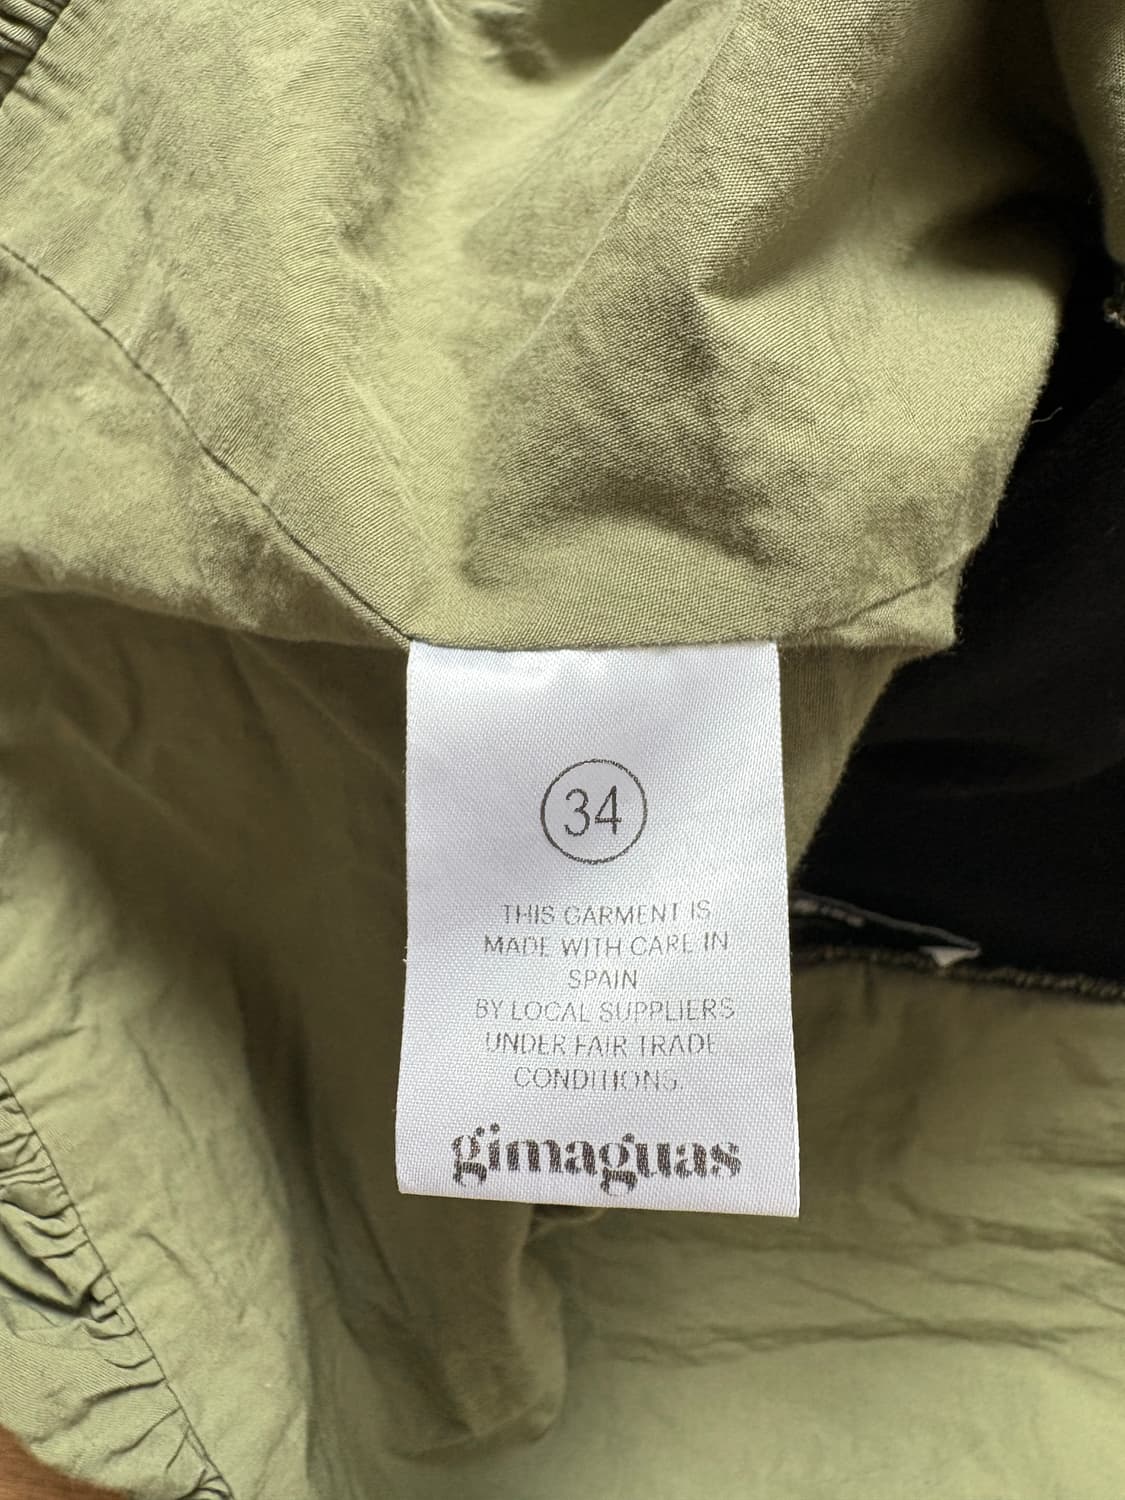 34
THIS GARMENT IS
MADE WITH CARE IN
SPAIN
BY LOCAL SUPPLIERS
UNDER FAIR TRADE
CONDITIONS.
gimaguas